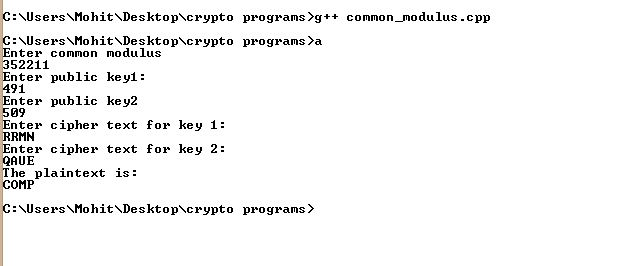 C:\Users\Mohit\Desktop\crypto programs>g++ common_modulus.cpp
C:\Users\Mohit\Desktop\crypto programs>a
Enter common modulus
352211
Enter public key1:
491
Enter public key2
509
Enter cipher text for key 1:
RRMN
Enter cipher text for key 2:
QAUE
The plaintext is:
COMP
C:\Users\Mohit\Desktop\crypto programs>